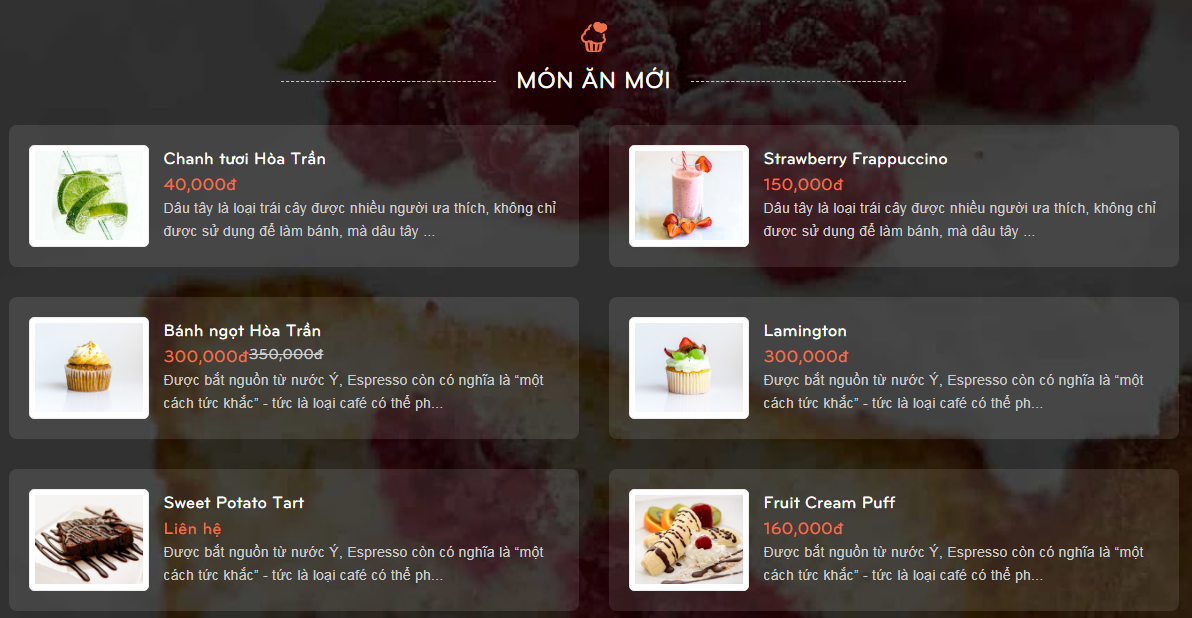 MÓN ĂN MỚI
Chanh tươi Hòa Trần
40,000đ
Dâu tây là loại trái cây được nhiều người ưa thích, không chỉ
được sử dụng để làm bánh, mà dâu tây ...
Strawberry Frappuccino
150,000đ
Dâu tây là loại trái cây được nhiều người ưa thích, không chỉ
được sử dụng để làm bánh, mà dâu tây ...
Bánh ngọt Hòa Trần
300,000đ350,000đ
Được bắt nguồn từ nước Ý, Espresso còn có nghĩa là “một
cách tức khắc” - tức là loại café có thể ph...
Lamington
300,000đ
Được bắt nguồn từ nước Ý, Espresso còn có nghĩa là “một
cách tức khắc” - tức là loại café có thể ph...
Sweet Potato Tart
Liên hệ
Được bắt nguồn từ nước Ý, Espresso còn có nghĩa là “một
cách tức khắc” - tức là loại café có thể ph...
Fruit Cream Puff
160,000đ
Được bắt nguồn từ nước Ý, Espresso còn có nghĩa là “một
cách tức khắc” - tức là loại café có thể ph...